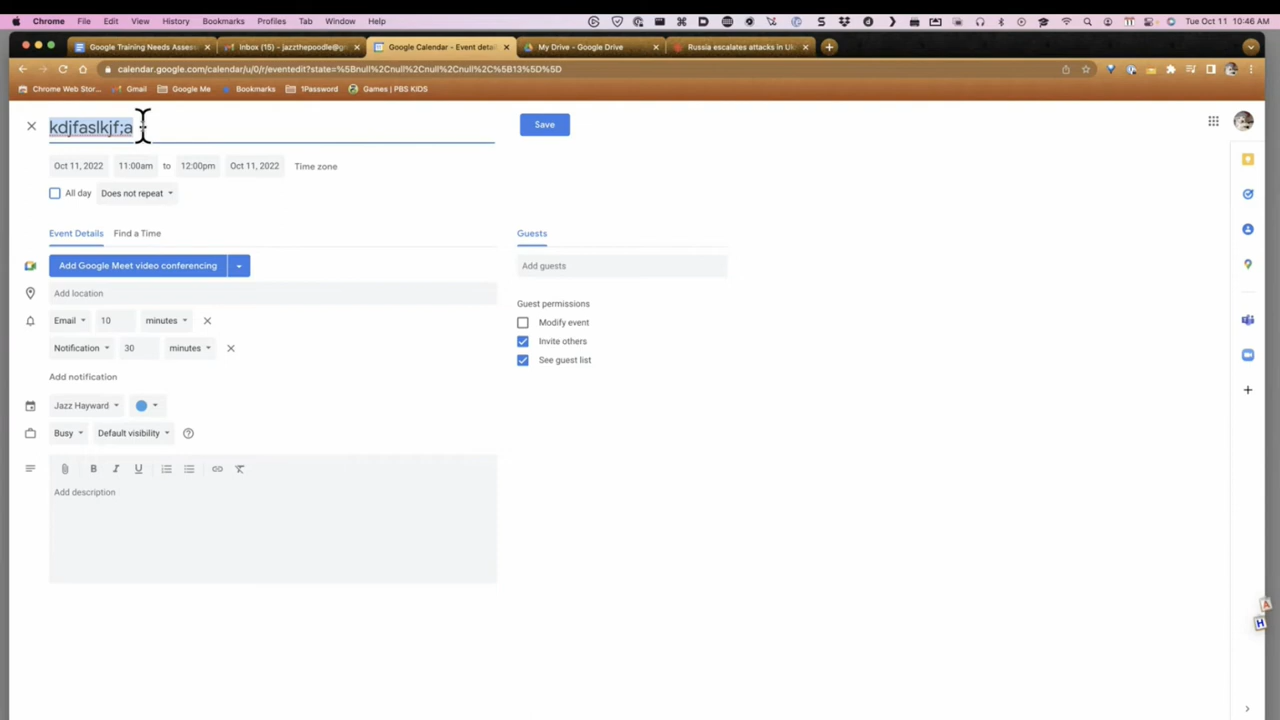 Chrome File Edit View History Bookmarks Profiles Tab Window Help Tue Oct 11 10:46 AM
Google Training Needs Assess Inbox (15) - jazzthepoodle@g Google Calendar - Event detai My Drive - Google Drive Russia escalates attacks in Uk
calendar.google.com/calendar/u/0/r/eventedit?state=%5Bnull%2Cnull%2Cnull%2Cnull%2C%5B13%5D%5D
Chrome Web Stor... Gmail Google Me Bookmarks 1Password Games | PBS KIDS
kdjfaslkjf;a
Save
Oct 11, 2022 11:00am to 12:00pm Oct 11, 2022 Time zone
All day Does not repeat
Event Details Find a Time
Guests
Add Google Meet video conferencing
Add guests
Add location
Guest permissions
Email 10 minutes
Modify event
Invite others
Notification 30 minutes
See guest list
Add notification
Jazz Hayward
Busy Default visibility
B I U
Add description
A
H